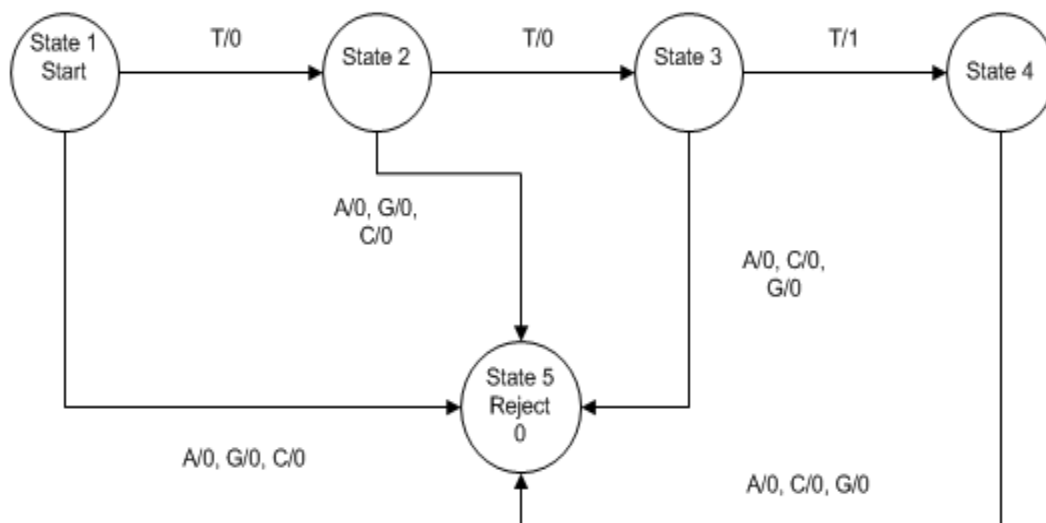 State 1
Start
T/0
State 2
T/0
State 3
T/1
State 4
A/0, G/0,
C/0
A/0, C/0,
G/0
State 5
Reject
0
A/0, G/0, C/0
A/0, C/0, G/0